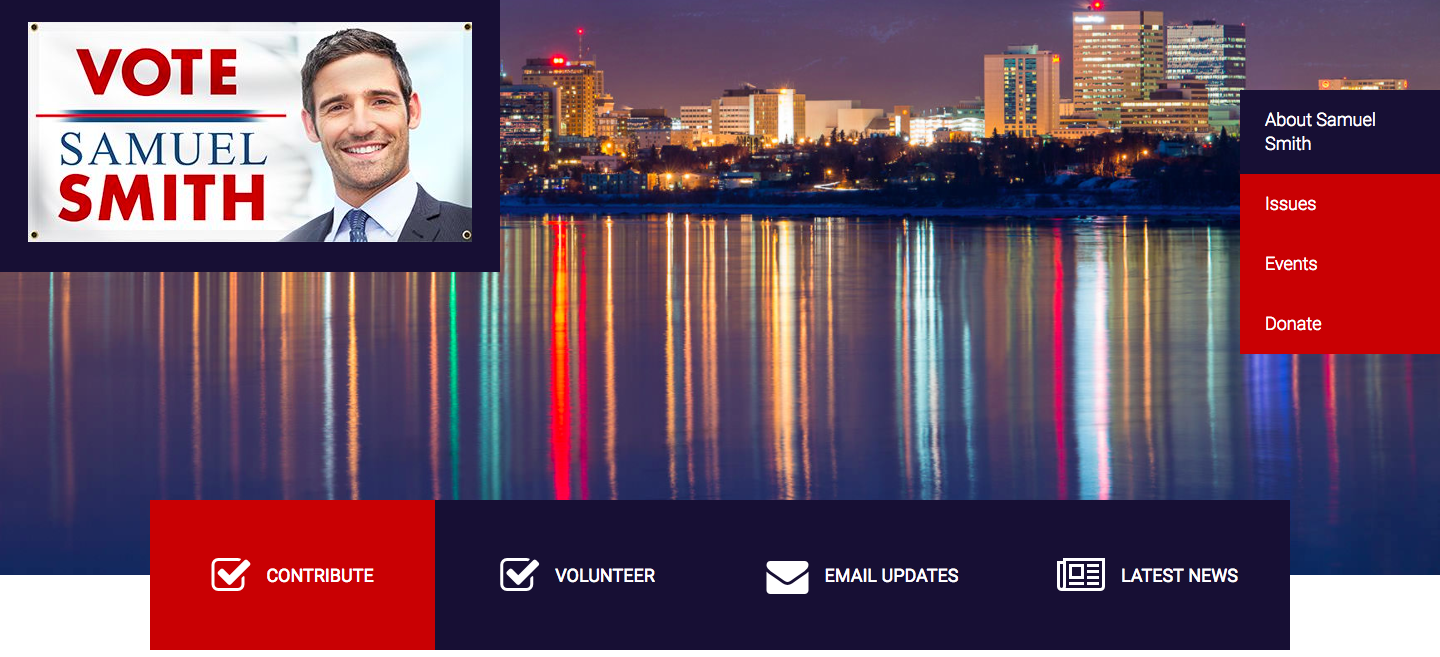 VOTE
SAMUEL
SMITH
About Samuel
Smith
Issues
Events
Donate
CONTRIBUTE
VOLUNTEER
EMAIL UPDATES
LATEST NEWS